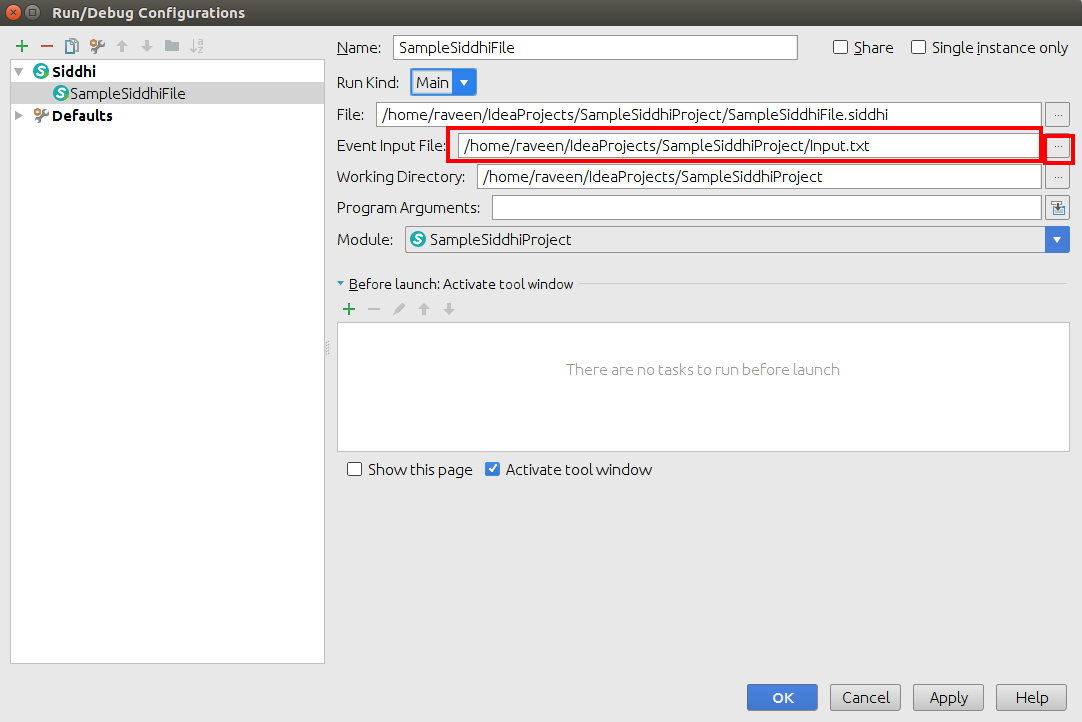 Run/Debug Configurations
Siddhi
SampleSiddhiFile
Defaults
Name: SampleSiddhiFile Share Single instance only
Run Kind: Main
File: /home/raveen/IdeaProjects/SampleSiddhiProject/SampleSiddhiFile.siddhi ...
Event Input File: /home/raveen/IdeaProjects/SampleSiddhiProject/Input.txt ...
Working Directory: /home/raveen/IdeaProjects/SampleSiddhiProject ...
Program Arguments:
Module: SampleSiddhiProject
Before launch: Activate tool window
There are no tasks to run before launch
Show this page Activate tool window
OK Cancel Apply Help